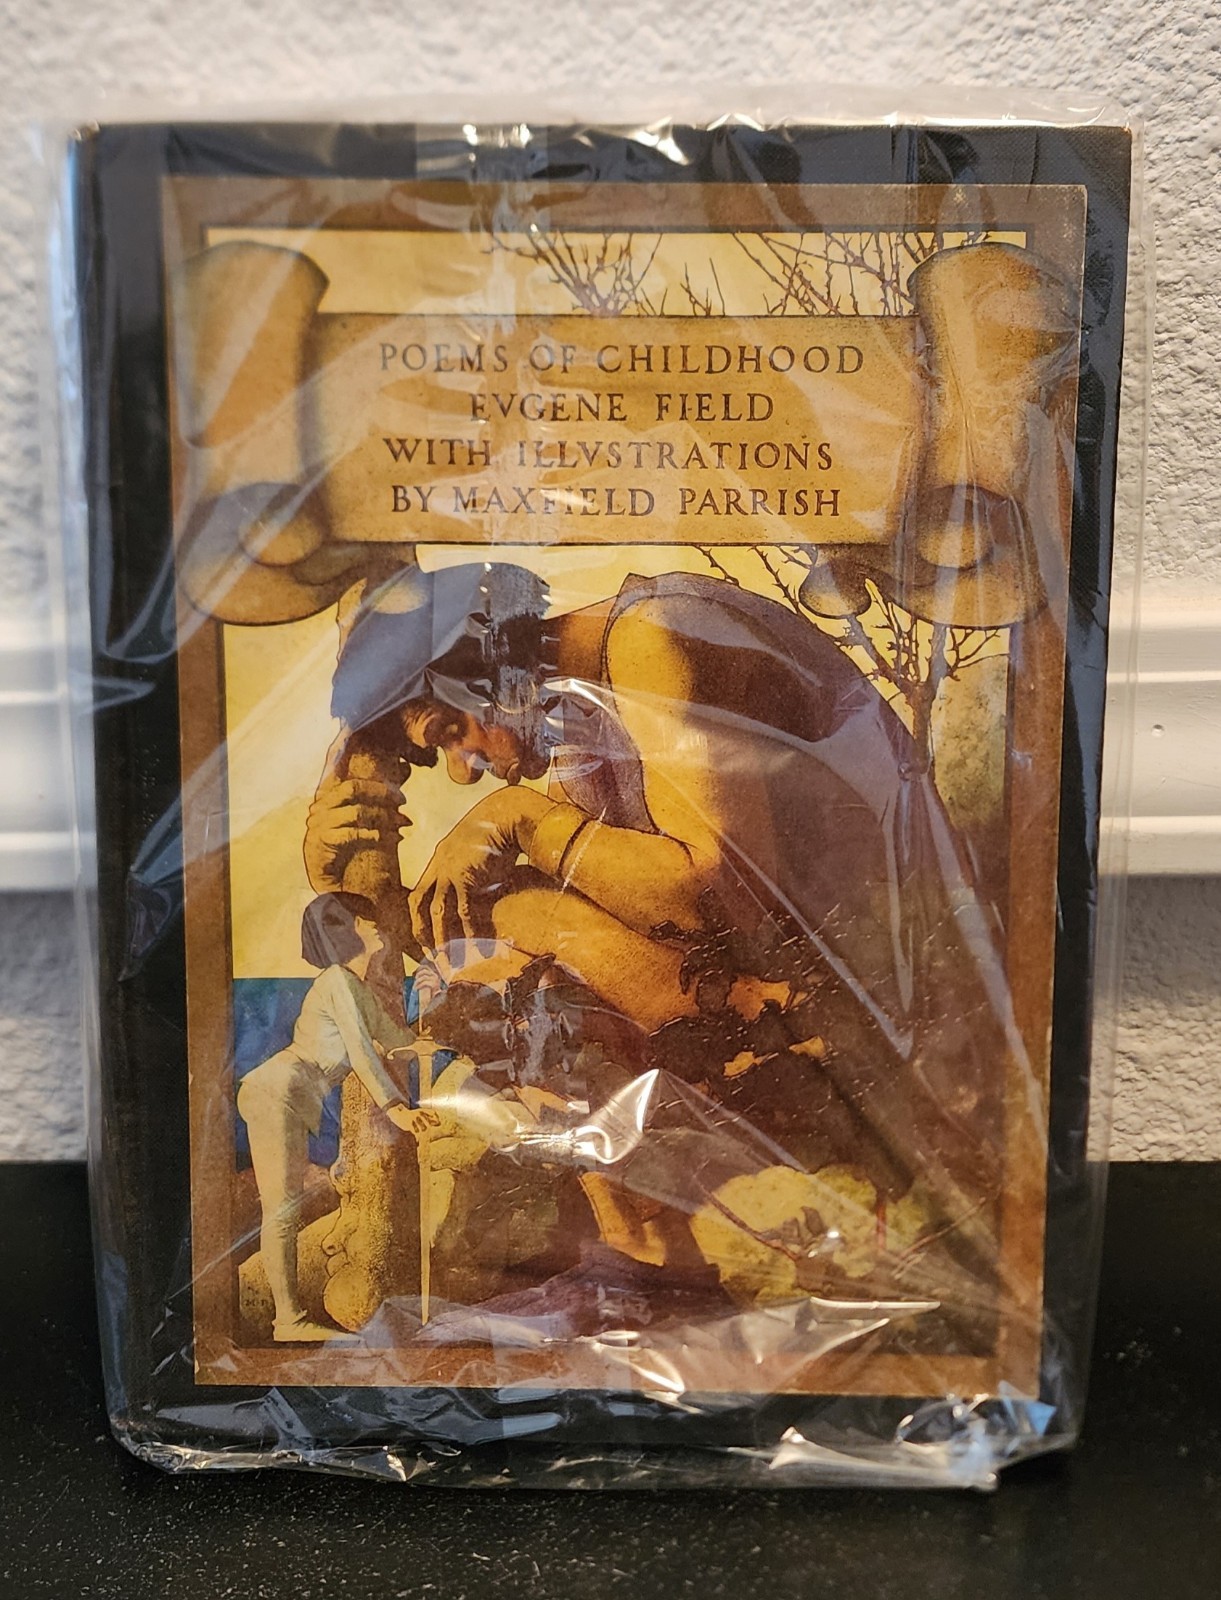 POEMS OF CHILDHOOD
EVGENE FIELD
WITH ILLVSTRATIONS
BY MAXFIELD PARRISH